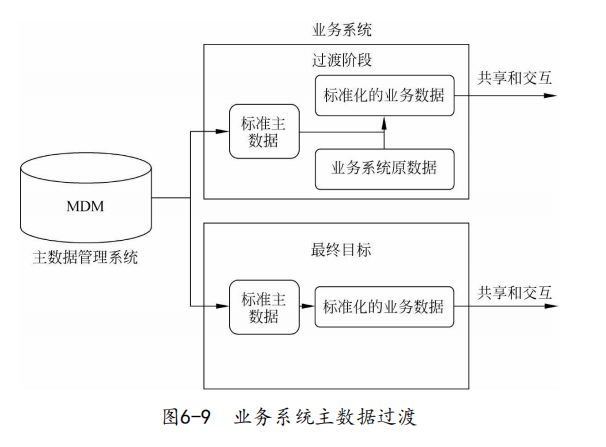 业务系统
过渡阶段
标准化的业务数据
共享和交互
标准主
数据
业务系统原数据
MDM
主数据管理系统
最终目标
标准主
数据
标准化的业务数据
共享和交互
图6-9 业务系统主数据过渡